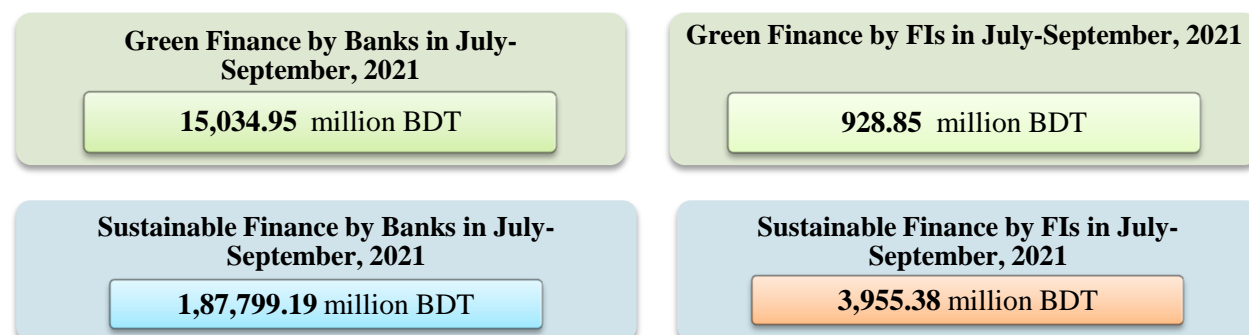 Green Finance by Banks in July-
September, 2021
15,034.95 million BDT
Green Finance by FIs in July-September, 2021
928.85 million BDT
Sustainable Finance by Banks in July-
September, 2021
1,87,799.19 million BDT
Sustainable Finance by FIs in July-
September, 2021
3,955.38 million BDT